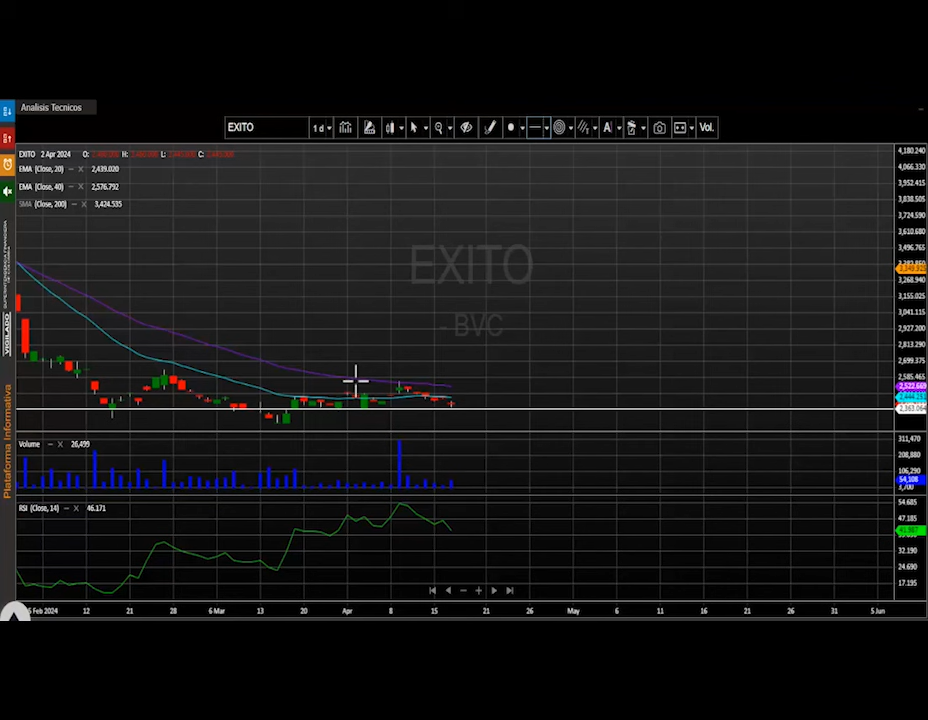 Analisis Tecnicos
EXITO 1 d Vol.
EXITO 2 Apr 2024 O: H: L: C:
EMA (Close, 20) 2,439.020
EMA (Close, 40) 2,576.792
SMA (Close, 200) 3,424.535
EXITO
- BVC
4,180.240
4,066.330
3,952.415
3,838.505
3,724.590
3,610.680
3,496.765
3,268.940
3,155.025
3,041.115
2,927.200
2,813.290
2,699.375
2,585.465
2,522.669
2,363.064
VIGILADO
Plataforma Informativa
Volume 26,499
311,470
208,880
106,290
54,108
3,700
RSI (Close, 14) 46.171
54.685
47.185
32.190
24.690
17.195
Feb 2024 12 21 28 6 Mar 13 20 Apr 8 15 21 26 May 6 11 16 21 26 31 5 Jun